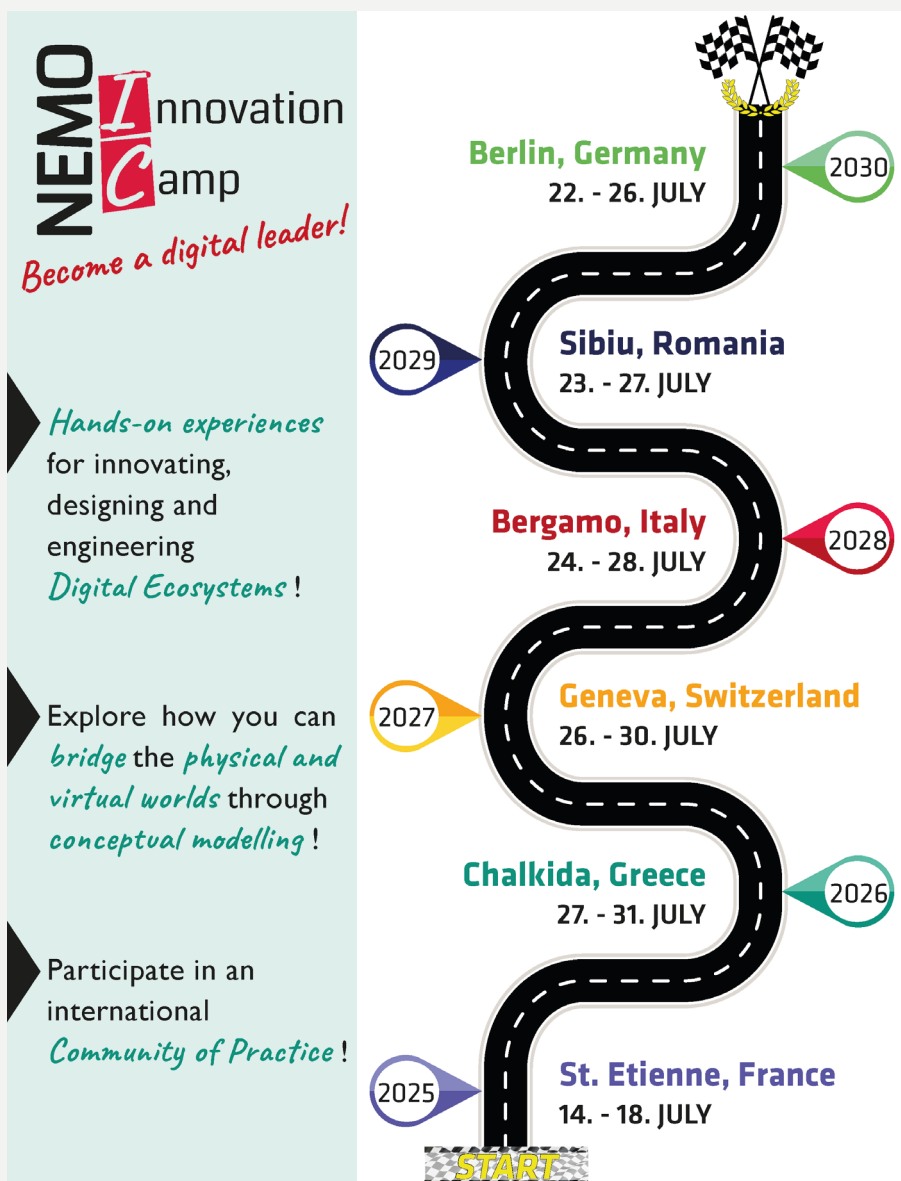 NEMO
Innovation
Camp
Become a digital leader!
Hands-on experiences
for innovating,
designing and
engineering
Digital Ecosystems !
Explore how you can
bridge the physical and
virtual worlds through
conceptual modelling !
Participate in an
international
Community of Practice !
Berlin, Germany
22. - 26. JULY
2030
Sibiu, Romania
23. - 27. JULY
2029
Bergamo, Italy
24. - 28. JULY
2028
Geneva, Switzerland
26. - 30. JULY
2027
Chalkida, Greece
27. - 31. JULY
2026
St. Etienne, France
14. - 18. JULY
2025
START